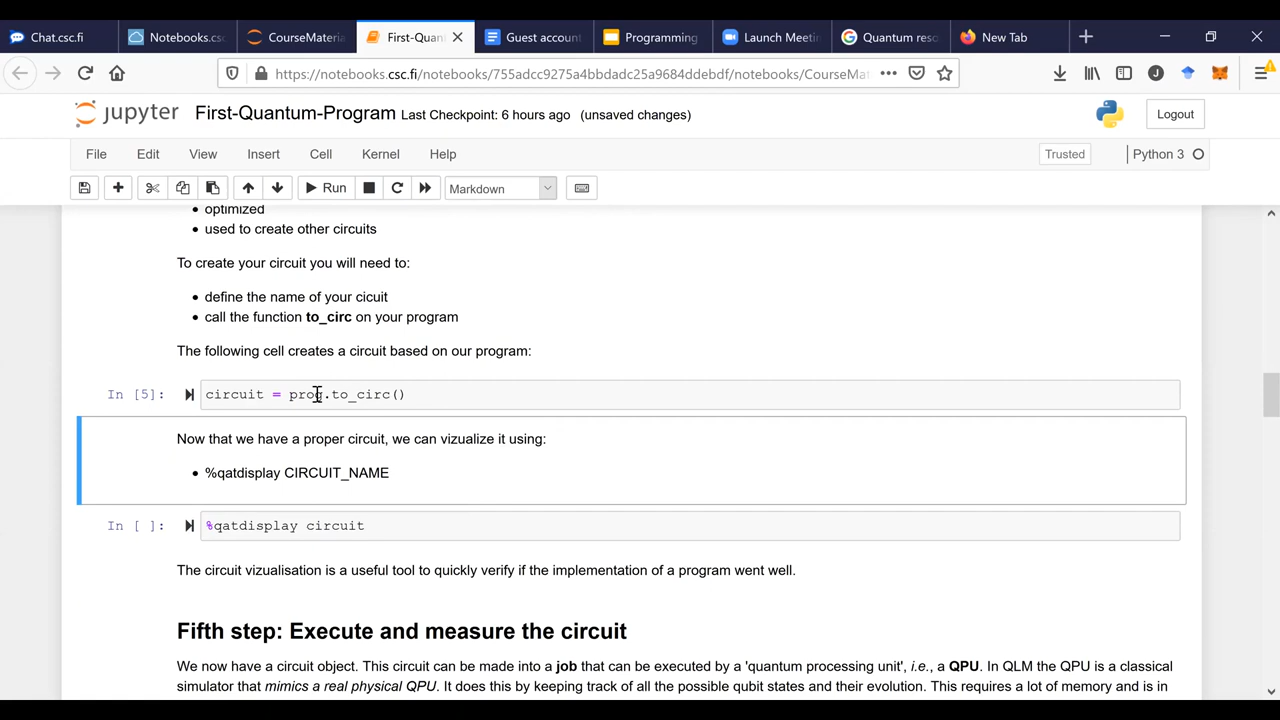 Chat.csc.fi
Notebooks.csc
CourseMateria
First-Quan
Guest account
Programming
Launch Meetin
Quantum reso
New Tab
https://notebooks.csc.fi/notebooks/755adcc9275a4bbdadc25a9684ddebdf/notebooks/CourseMat
jupyter First-Quantum-Program Last Checkpoint: 6 hours ago (unsaved changes) Logout
File Edit View Insert Cell Kernel Help Trusted Python 3
Run Markdown
• optimized
• used to create other circuits
To create your circuit you will need to:
• define the name of your cicuit
• call the function to_circ on your program
The following cell creates a circuit based on our program:
In [5]: circuit = prog.to_circ()
Now that we have a proper circuit, we can vizualize it using:
• %qatdisplay CIRCUIT_NAME
In [ ]: %qatdisplay circuit
The circuit vizualisation is a useful tool to quickly verify if the implementation of a program went well.
Fifth step: Execute and measure the circuit
We now have a circuit object. This circuit can be made into a job that can be executed by a 'quantum processing unit', i.e., a QPU. In QLM the QPU is a classical
simulator that mimics a real physical QPU. It does this by keeping track of all the possible qubit states and their evolution. This requires a lot of memory and is in